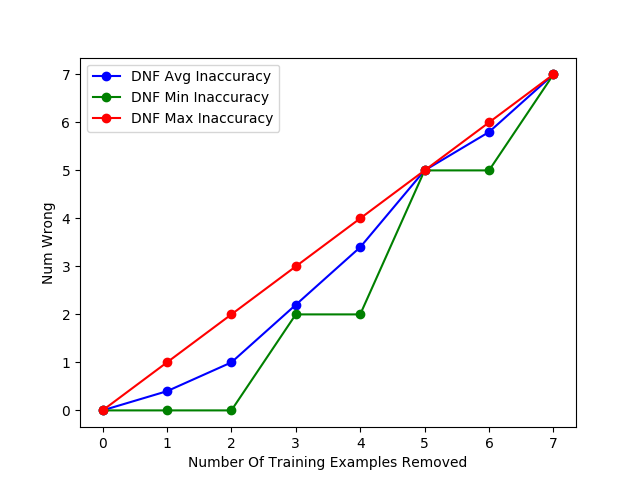 DNF Avg Inaccuracy
DNF Min Inaccuracy
DNF Max Inaccuracy
7
6
5
4
3
2
1
0
Num Wrong
0 1 2 3 4 5 6 7
Number Of Training Examples Removed